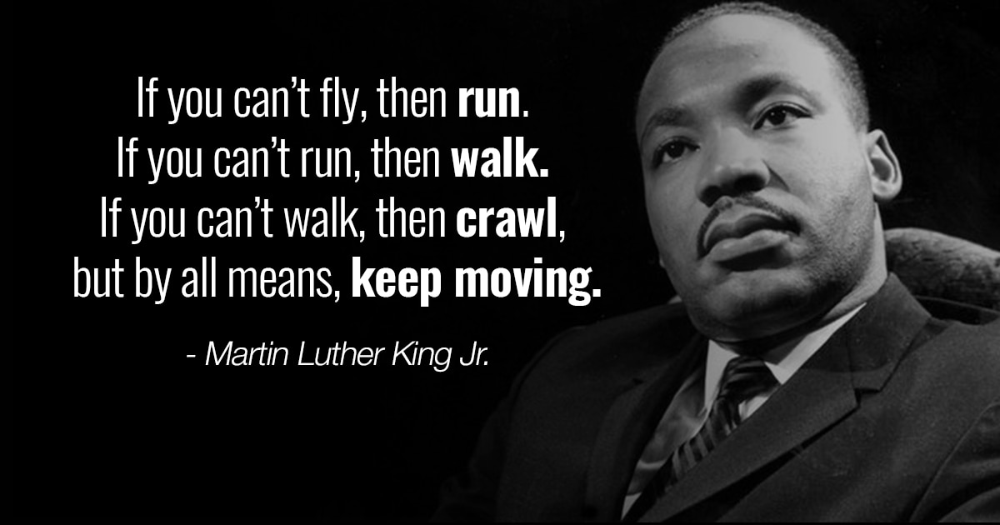 If you can’t fly, then run.
If you can’t run, then walk.
If you can’t walk, then crawl,
but by all means, keep moving.
- Martin Luther King Jr.